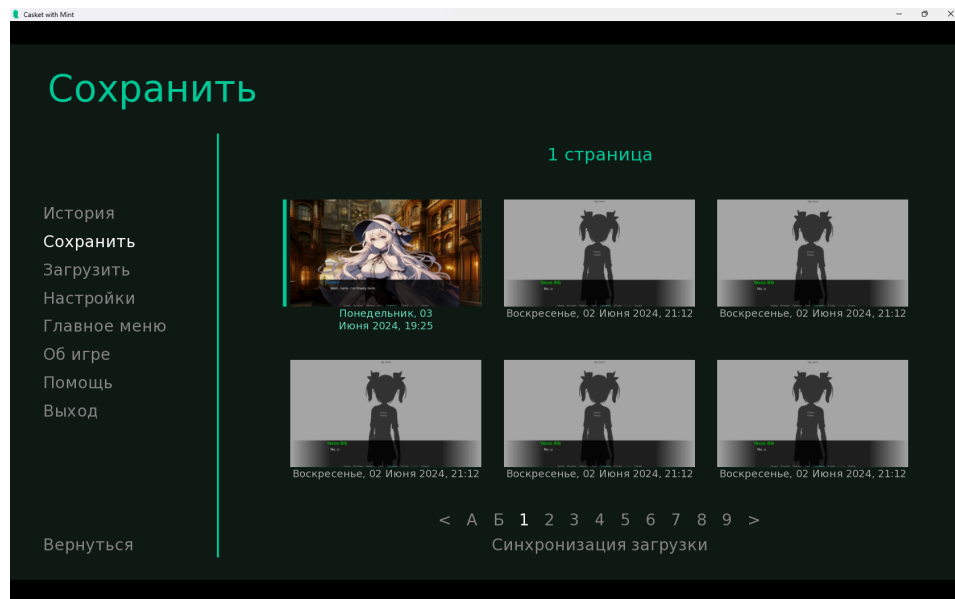 Casket with Mint
Сохранить
1 страница
История
Сохранить
Загрузить
Настройки
Главное меню
Об игре
Помощь
Выход
Вернуться
Понедельник, 03
Июня 2024, 19:25
Воскресенье, 02 Июня 2024, 21:12
Воскресенье, 02 Июня 2024, 21:12
Воскресенье, 02 Июня 2024, 21:12
Воскресенье, 02 Июня 2024, 21:12
Воскресенье, 02 Июня 2024, 21:12
< А Б 1 2 3 4 5 6 7 8 9 >
Синхронизация загрузки